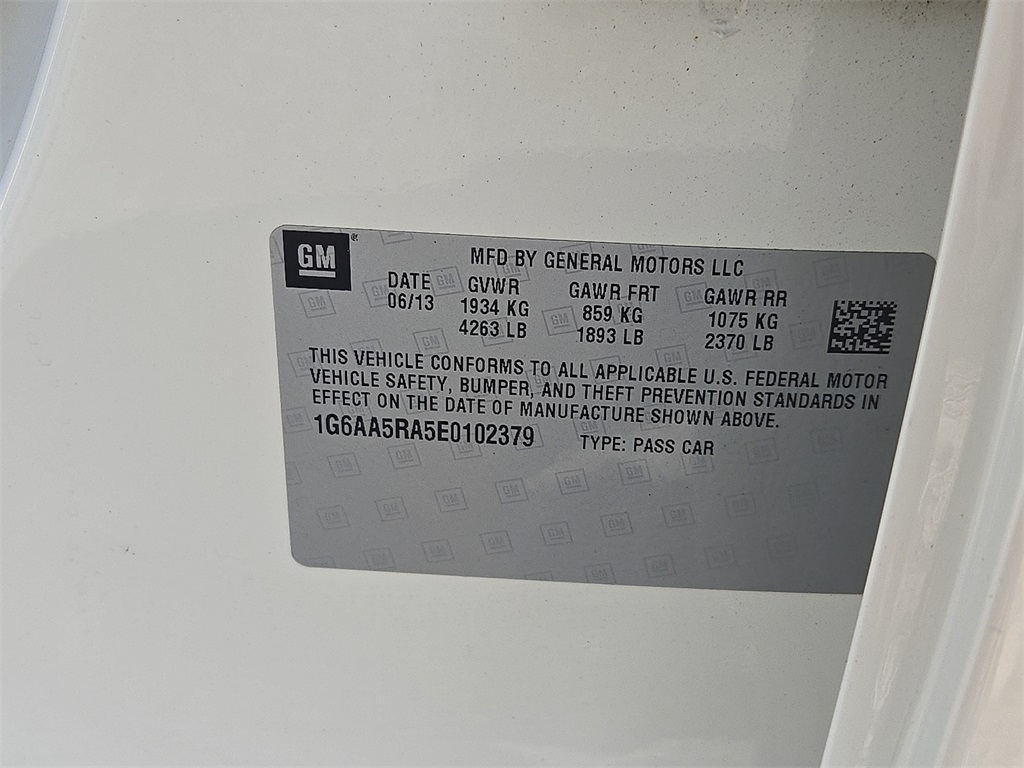 GM ®
MFD BY GENERAL MOTORS LLC
DATE GVWR GAWR FRT GAWR RR
06/13 1934 KG 859 KG 1075 KG
4263 LB 1893 LB 2370 LB
THIS VEHICLE CONFORMS TO ALL APPLICABLE U.S. FEDERAL MOTOR
VEHICLE SAFETY, BUMPER, AND THEFT PREVENTION STANDARDS IN
EFFECT ON THE DATE OF MANUFACTURE SHOWN ABOVE.
1G6AA5RA5E0102379 TYPE: PASS CAR